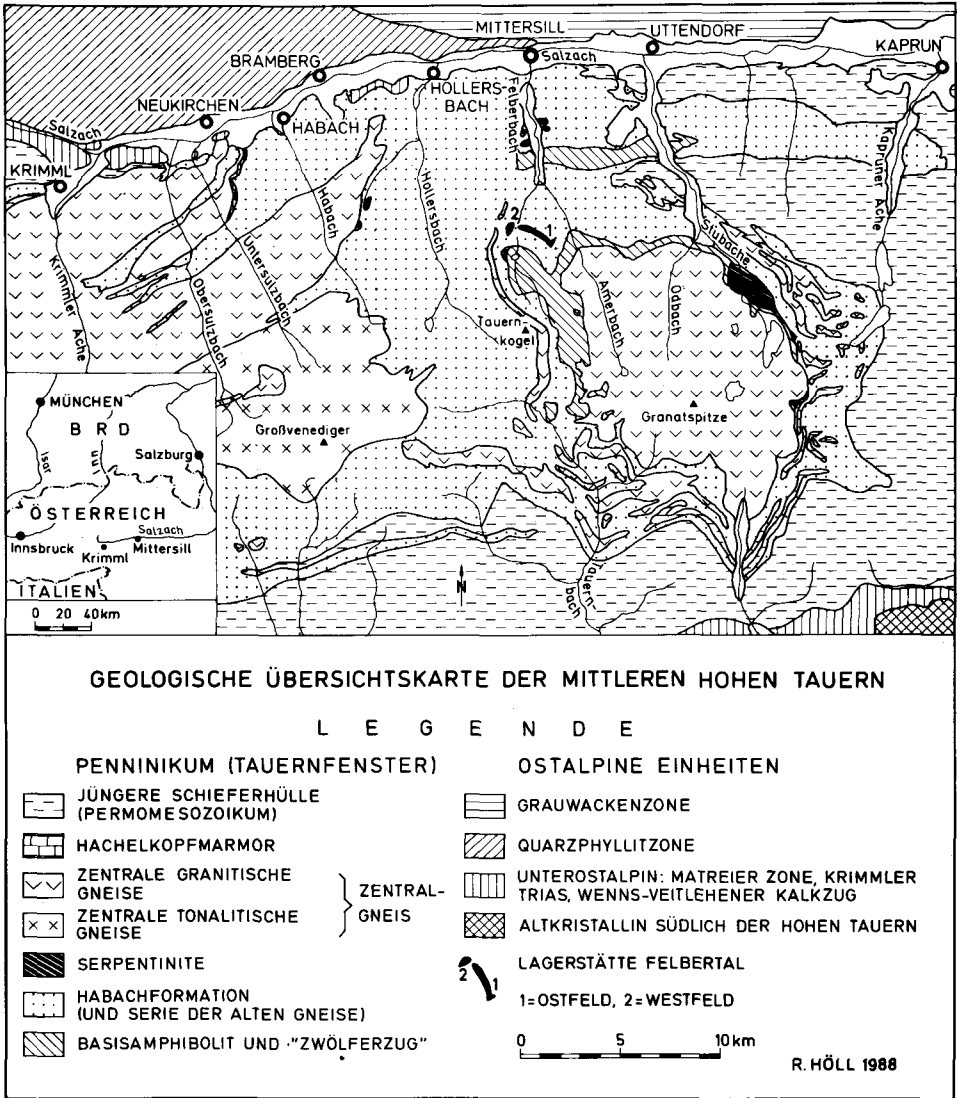 MITTERSILL
UTTENDORF
KAPRUN
BRAMBERG
Salzach
HOLLERS-
BACH
NEUKIRCHEN
HABACH
Salzach
KRIMML
Felberbach
Kapruner Ache
Hollersbach
Habach
Untersulzbach
Obersulzbach
Krimmler Ache
Stubache
2
1
Amerbach
Ödbach
Tauern-
kogel
Granatspitze
Großvenediger
Tauern-
bach
N
MÜNCHEN
BRD
Isar
Inn
Salzburg
ÖSTERREICH
Salzach
Innsbruck
Krimml
Mittersill
ITALIEN
0 20 40km
GEOLOGISCHE ÜBERSICHTSKARTE DER MITTLEREN HOHEN TAUERN
LEGENDE
PENNINIKUM (TAUERNFENSTER)
JÜNGERE SCHIEFERHÜLLE
(PERMOMESOZOIKUM)
HACHELKOPFMARMOR
ZENTRALE GRANITISCHE
GNEISE
ZENTRALE TONALITISCHE
GNEISE
ZENTRAL-
GNEIS
SERPENTINITE
HABACHFORMATION
(UND SERIE DER ALTEN GNEISE)
BASISAMPHIBOLIT UND "ZWÖLFERZUG"
OSTALPINE EINHEITEN
GRAUWACKENZONE
QUARZPHYLLITZONE
UNTEROSTALPIN: MATREIER ZONE, KRIMMLER
TRIAS, WENNS-VEITLEHENER KALKZUG
ALTKRISTALLIN SÜDLICH DER HOHEN TAUERN
2 1
LAGERSTÄTTE FELBERTAL
1=OSTFELD, 2=WESTFELD
0 5 10km
R. HÖLL 1988